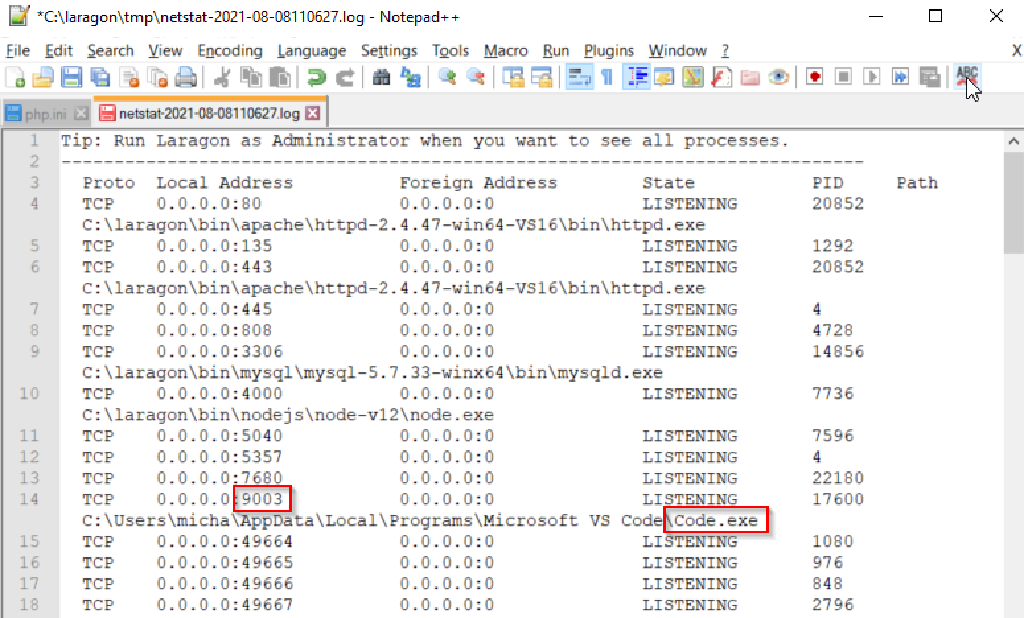 *C:\laragon\tmp\netstat-2021-08-08110627.log - Notepad++
File Edit Search View Encoding Language Settings Tools Macro Run Plugins Window ? X
php.ini netstat-2021-08-08110627.log
1 Tip: Run Laragon as Administrator when you want to see all processes.
2 ----------------------------------------------------------------------------
3 Proto Local Address Foreign Address State PID Path
4 TCP 0.0.0.0:80 0.0.0.0:0 LISTENING 20852
C:\laragon\bin\apache\httpd-2.4.47-win64-VS16\bin\httpd.exe
5 TCP 0.0.0.0:135 0.0.0.0:0 LISTENING 1292
6 TCP 0.0.0.0:443 0.0.0.0:0 LISTENING 20852
C:\laragon\bin\apache\httpd-2.4.47-win64-VS16\bin\httpd.exe
7 TCP 0.0.0.0:445 0.0.0.0:0 LISTENING 4
8 TCP 0.0.0.0:808 0.0.0.0:0 LISTENING 4728
9 TCP 0.0.0.0:3306 0.0.0.0:0 LISTENING 14856
C:\laragon\bin\mysql\mysql-5.7.33-winx64\bin\mysqld.exe
10 TCP 0.0.0.0:4000 0.0.0.0:0 LISTENING 7736
C:\laragon\bin\nodejs\node-v12\node.exe
11 TCP 0.0.0.0:5040 0.0.0.0:0 LISTENING 7596
12 TCP 0.0.0.0:5357 0.0.0.0:0 LISTENING 4
13 TCP 0.0.0.0:7680 0.0.0.0:0 LISTENING 22180
14 TCP 0.0.0.0:9003 0.0.0.0:0 LISTENING 17600
C:\Users\micha\AppData\Local\Programs\Microsoft VS Code\Code.exe
15 TCP 0.0.0.0:49664 0.0.0.0:0 LISTENING 1080
16 TCP 0.0.0.0:49665 0.0.0.0:0 LISTENING 976
17 TCP 0.0.0.0:49666 0.0.0.0:0 LISTENING 848
18 TCP 0.0.0.0:49667 0.0.0.0:0 LISTENING 2796